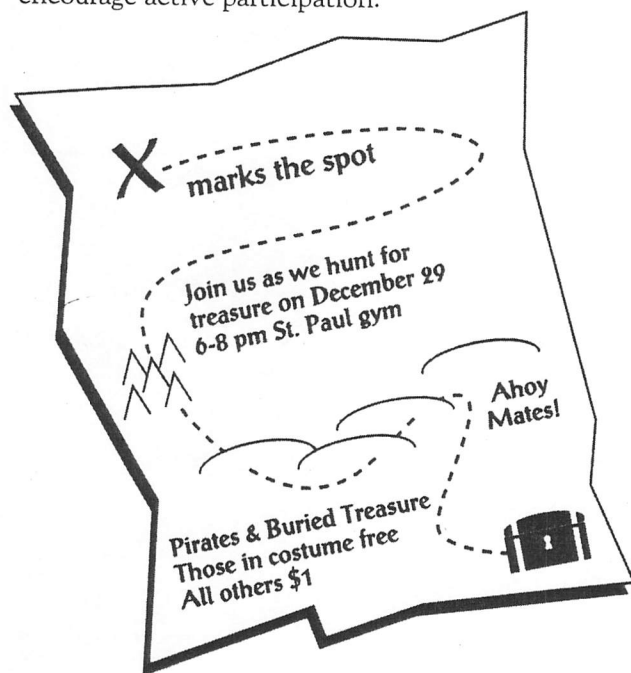 encourage active participation.
X
marks the spot
Join us as we hunt for
treasure on December 29
6-8 pm St. Paul gym
Ahoy
Mates!
Pirates & Buried Treasure
Those in costume free
All others $1